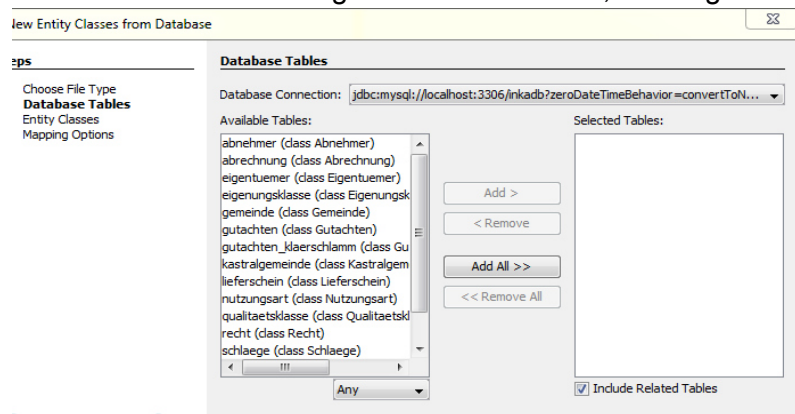 New Entity Classes from Database
eps
Database Tables
Choose File Type
Database Tables
Entity Classes
Mapping Options
Database Connection: jdbc:mysql://localhost:3306/inkadb?zeroDateTimeBehavior=convertToN...
Available Tables:
Selected Tables:
abnehmer (class Abnehmer)
abrechnung (class Abrechnung)
eigentuemer (class Eigentuemer)
eigenungsklasse (class Eigenungsk
gemeinde (class Gemeinde)
gutachten (class Gutachten)
gutachten_klaerschlamm (class Gu
kastralgemeinde (class Kastralgem
lieferschein (class Lieferschein)
nutzungsart (class Nutzungsart)
qualitaetsklasse (class Qualitaetskl
recht (class Recht)
schlaege (class Schlaege)
Add >
< Remove
Add All >>
<< Remove All
Any
Include Related Tables